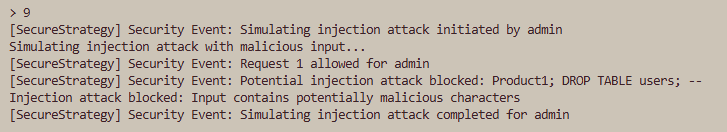 > 9
[SecureStrategy] Security Event: Simulating injection attack initiated by admin
Simulating injection attack with malicious input...
[SecureStrategy] Security Event: Request 1 allowed for admin
[SecureStrategy] Security Event: Potential injection attack blocked: Product1; DROP TABLE users; --
Injection attack blocked: Input contains potentially malicious characters
[SecureStrategy] Security Event: Simulating injection attack completed for admin